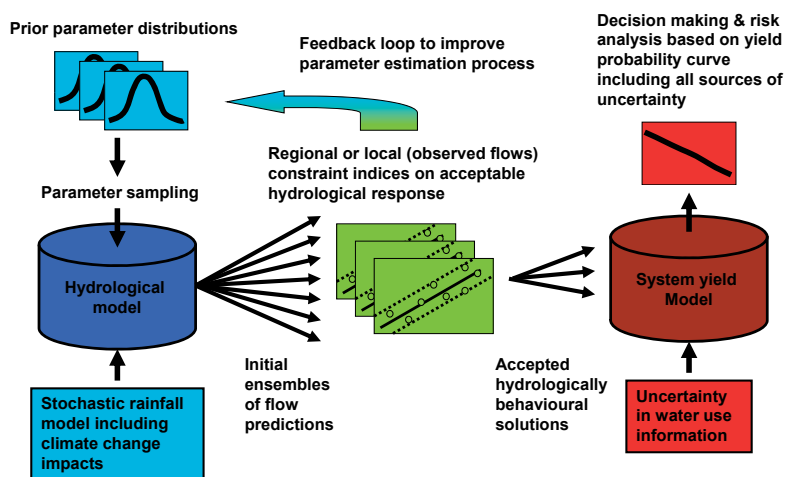 Prior parameter distributions
Feedback loop to improve
parameter estimation process
Decision making & risk
analysis based on yield
probability curve
including all sources of
uncertainty
Regional or local (observed flows)
constraint indices on acceptable
hydrological response
Parameter sampling
Hydrological
model
System yield
Model
Initial
ensembles
of flow
predictions
Accepted
hydrologically
behavioural
solutions
Stochastic rainfall
model including
climate change
impacts
Uncertainty
in water use
information